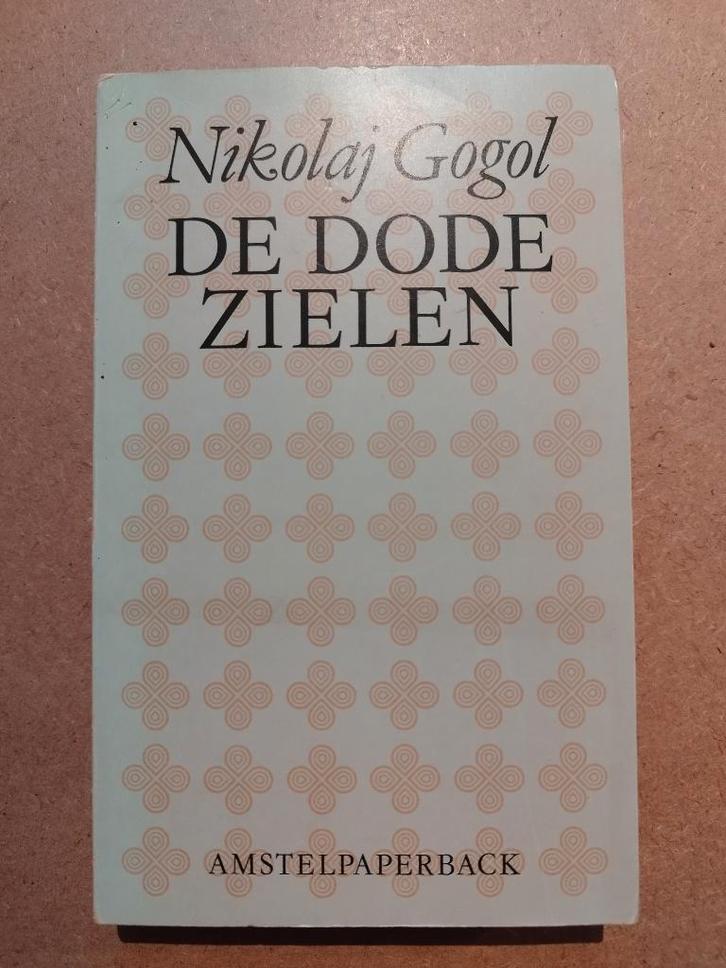 Nikolaj Gogol
DE DODE
ZIELEN
AMSTELPAPERBACK